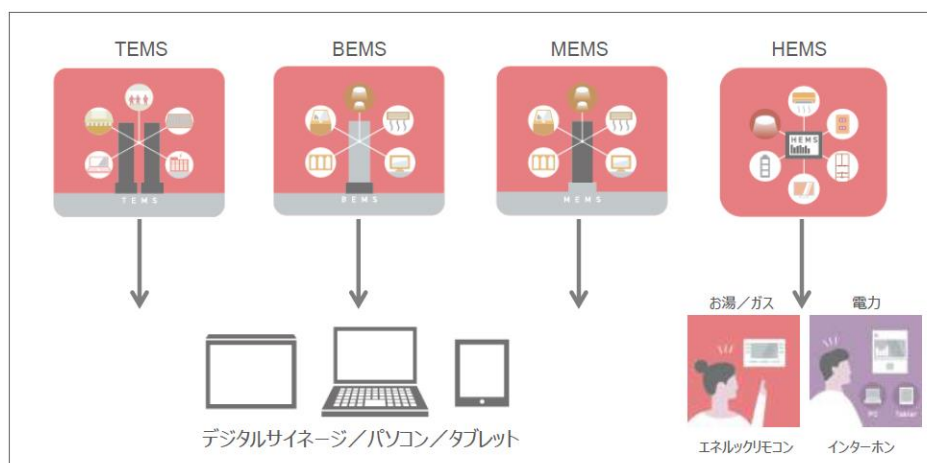 TEMS
BEMS
MEMS
HEMS
TEMS
BEMS
MEMS
HEMS
お湯／ガス
電力
PC
Tablet
デジタルサイネージ／パソコン／タブレット
エネルックリモコン
インターホン